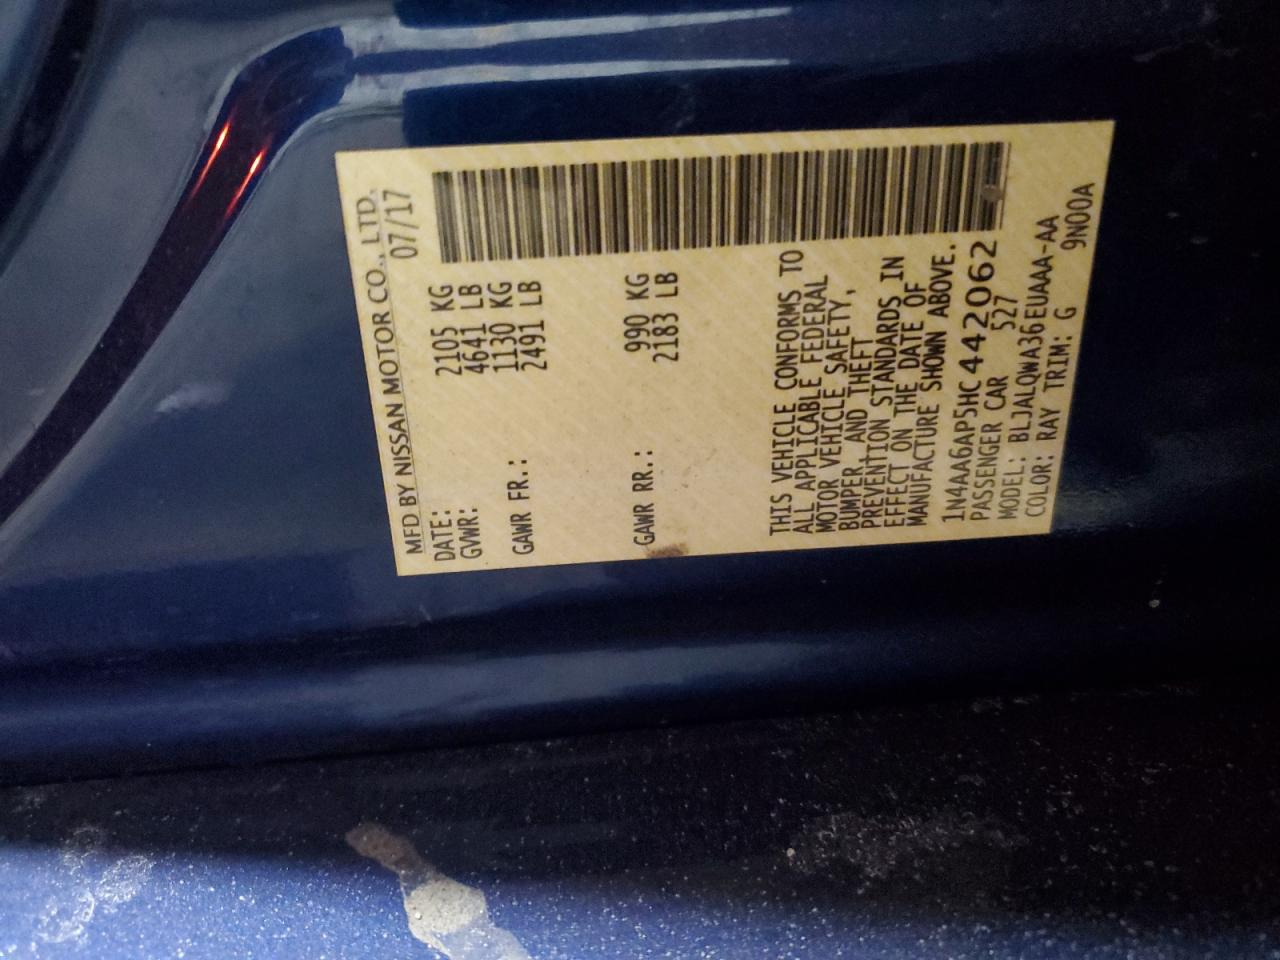 MFD BY NISSAN MOTOR CO., LTD.
DATE: 07/17
GVWR: 2105 KG
4641 LB
GAWR FR.: 1130 KG
2491 LB
GAWR RR.: 990 KG
2183 LB
THIS VEHICLE CONFORMS TO
ALL APPLICABLE FEDERAL
MOTOR VEHICLE SAFETY,
BUMPER, AND THEFT
PREVENTION STANDARDS IN
EFFECT ON THE DATE OF
MANUFACTURE SHOWN ABOVE.
1N4AA6AP5HC442062
PASSENGER CAR 527
MODEL: BLJALQWA36EUAAA-AA
COLOR: RAY TRIM: G 9N00A